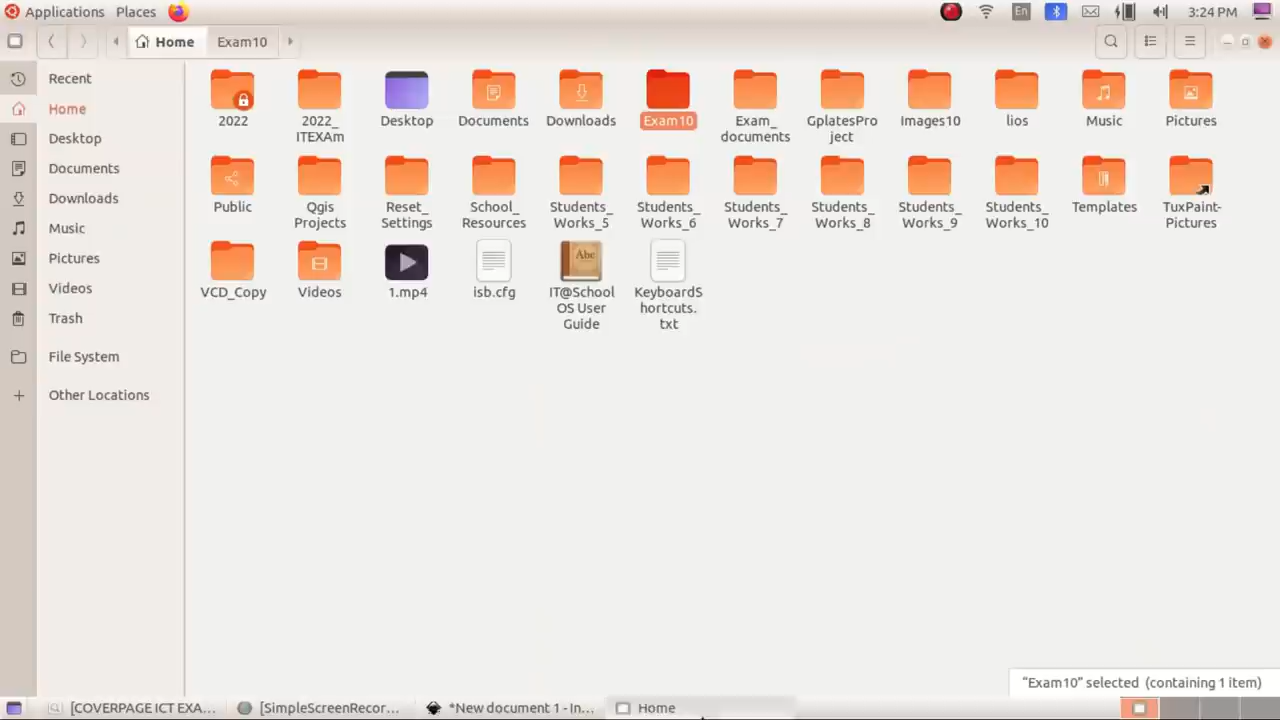 Applications Places En 3:24 PM
Home Exam10
Recent
Home
Desktop
Documents
Downloads
Music
Pictures
Videos
Trash
File System
Other Locations
2022 2022_ Desktop Documents Downloads Exam10 Exam_ GplatesPro Images10 lios Music Pictures
ITEXAm documents ject
Public Qgis Reset_ School_ Students_ Students_ Students_ Students_ Students_ Students_ Templates TuxPaint-
Projects Settings Resources Works_5 Works_6 Works_7 Works_8 Works_9 Works_10 Pictures
Abc
VCD_Copy Videos 1.mp4 isb.cfg IT@School KeyboardS
OS User hortcuts.
Guide txt
"Exam10" selected (containing 1 item)
[COVERPAGE ICT EXA... [SimpleScreenRecor... *New document 1 - In... Home